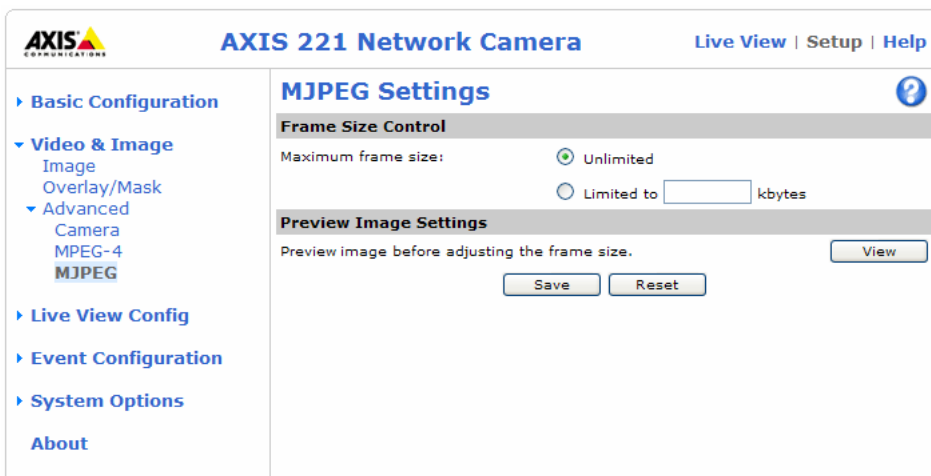 AXIS
COMMUNICATIONS
AXIS 221 Network Camera
Live View | Setup | Help
Basic Configuration
Video & Image
Image
Overlay/Mask
Advanced
Camera
MPEG-4
MJPEG
Live View Config
Event Configuration
System Options
About
MJPEG Settings
?
Frame Size Control
Maximum frame size:
Unlimited
Limited to kbytes
Preview Image Settings
Preview image before adjusting the frame size.
View
Save Reset